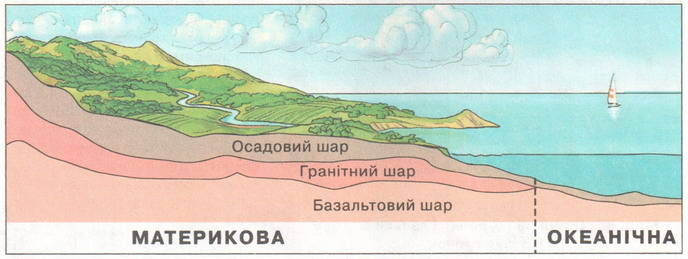 Осадовий шар
Гранітний шар
Базальтовий шар
МАТЕРИКОВА
ОКЕАНІЧНА